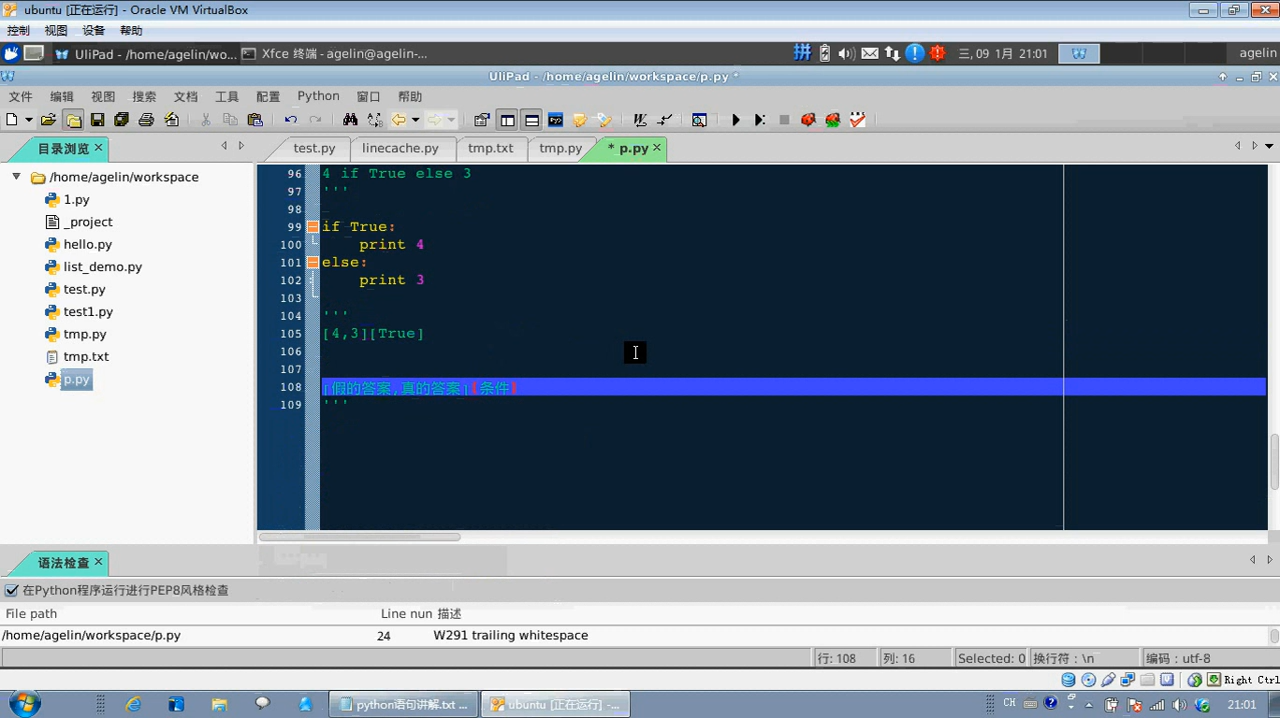 ubuntu [正在运行] - Oracle VM VirtualBox
控制 视图 设备 帮助
UliPad - /home/agelin/wo... Xfce 终端 - agelin@agelin-... 三, 09 1月 21:01 agelin
UliPad - /home/agelin/workspace/p.py *
文件 编辑 视图 搜索 文档 工具 配置 Python 窗口 帮助
目录浏览 test.py linecache.py tmp.txt tmp.py * p.py
/home/agelin/workspace
1.py
_project
hello.py
list_demo.py
test.py
test1.py
tmp.py
tmp.txt
p.py
96 4 if True else 3
97 '''
98
99 if True:
100 print 4
101 else:
102 print 3
103
104 '''
105 [4,3][True]
106
107
108 [假的答案,真的答案][条件]
109 '''
语法检查
在Python程序运行进行PEP8风格检查
File path Line nun 描述
/home/agelin/workspace/p.py 24 W291 trailing whitespace
行: 108 列: 16 Selected: 0 换行符：\n 编码：utf-8
Right Ctrl
python语句讲解.txt ... ubuntu [正在运行] -... CH 21:01